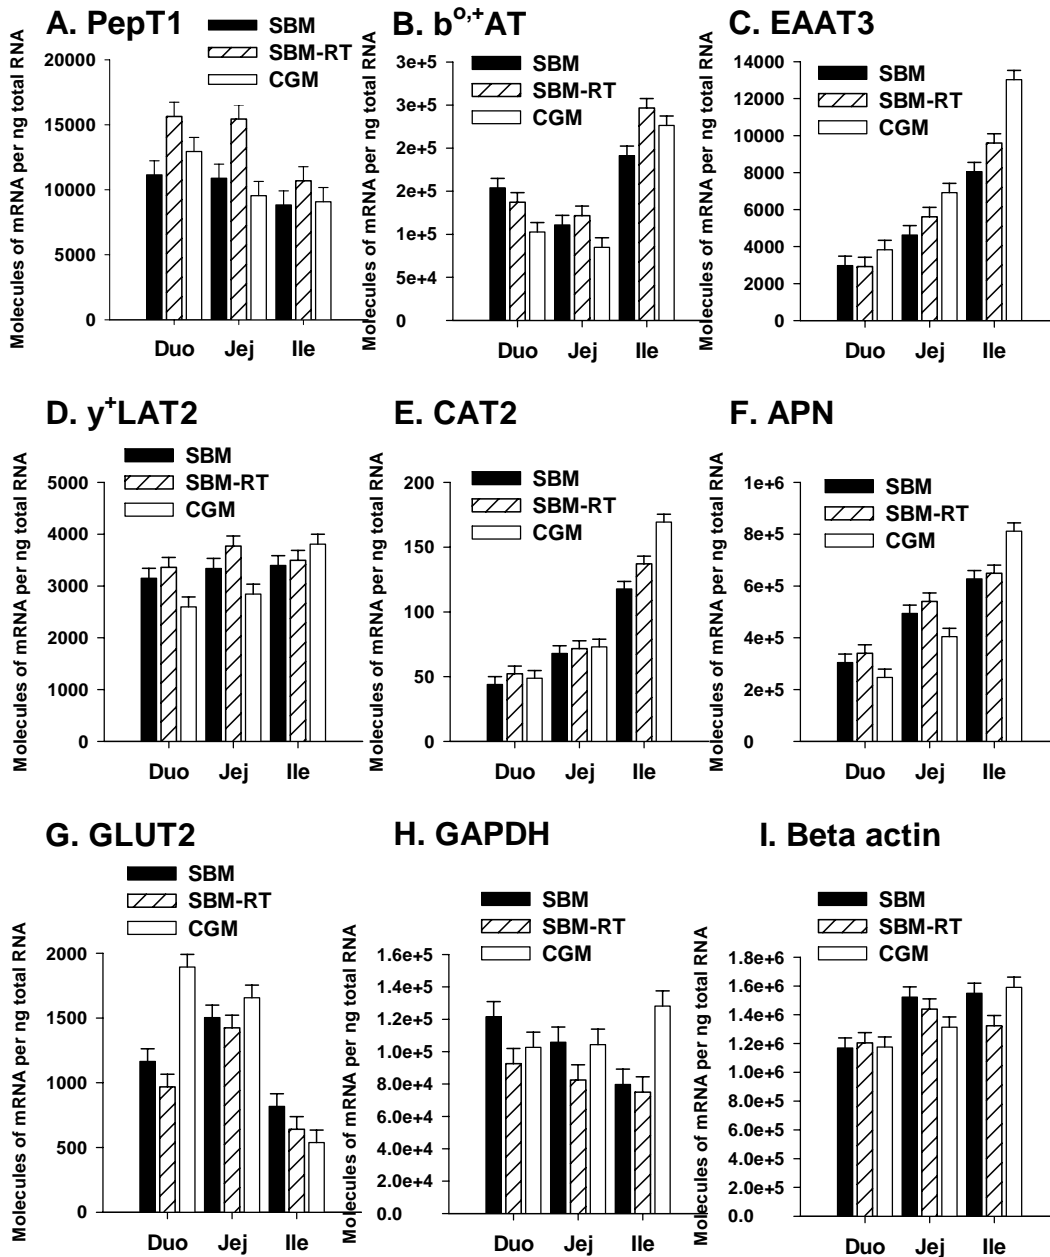 A. PepT1
SBM
SBM-RT
CGM
Molecules of mRNA per ng total RNA
20000
15000
10000
5000
0
Duo Jej Ile
B. b^o,+AT
SBM
SBM-RT
CGM
Molecules of mRNA per ng total RNA
3e+5
3e+5
2e+5
2e+5
1e+5
5e+4
0
Duo Jej Ile
C. EAAT3
SBM
SBM-RT
CGM
Molecules of mRNA per ng total RNA
14000
12000
10000
8000
6000
4000
2000
0
Duo Jej Ile
D. y⁺LAT2
SBM
SBM-RT
CGM
Molecules of mRNA per ng total RNA
5000
4000
3000
2000
1000
0
Duo Jej Ile
E. CAT2
SBM
SBM-RT
CGM
Molecules of mRNA per ng total RNA
200
150
100
50
0
Duo Jej Ile
F. APN
SBM
SBM-RT
CGM
Molecules of mRNA per ng total RNA
1e+6
8e+5
6e+5
4e+5
2e+5
0
Duo Jej Ile
G. GLUT2
SBM
SBM-RT
CGM
Molecules of mRNA per ng total RNA
2000
1500
1000
500
0
Duo Jej Ile
H. GAPDH
SBM
SBM-RT
CGM
Molecules of mRNA per ng total RNA
1.6e+5
1.4e+5
1.2e+5
1.0e+5
8.0e+4
6.0e+4
4.0e+4
2.0e+4
0.0
Duo Jej Ile
I. Beta actin
SBM
SBM-RT
CGM
Molecules of mRNA per ng total RNA
1.8e+6
1.6e+6
1.4e+6
1.2e+6
1.0e+6
8.0e+5
6.0e+5
4.0e+5
2.0e+5
0.0
Duo Jej Ile